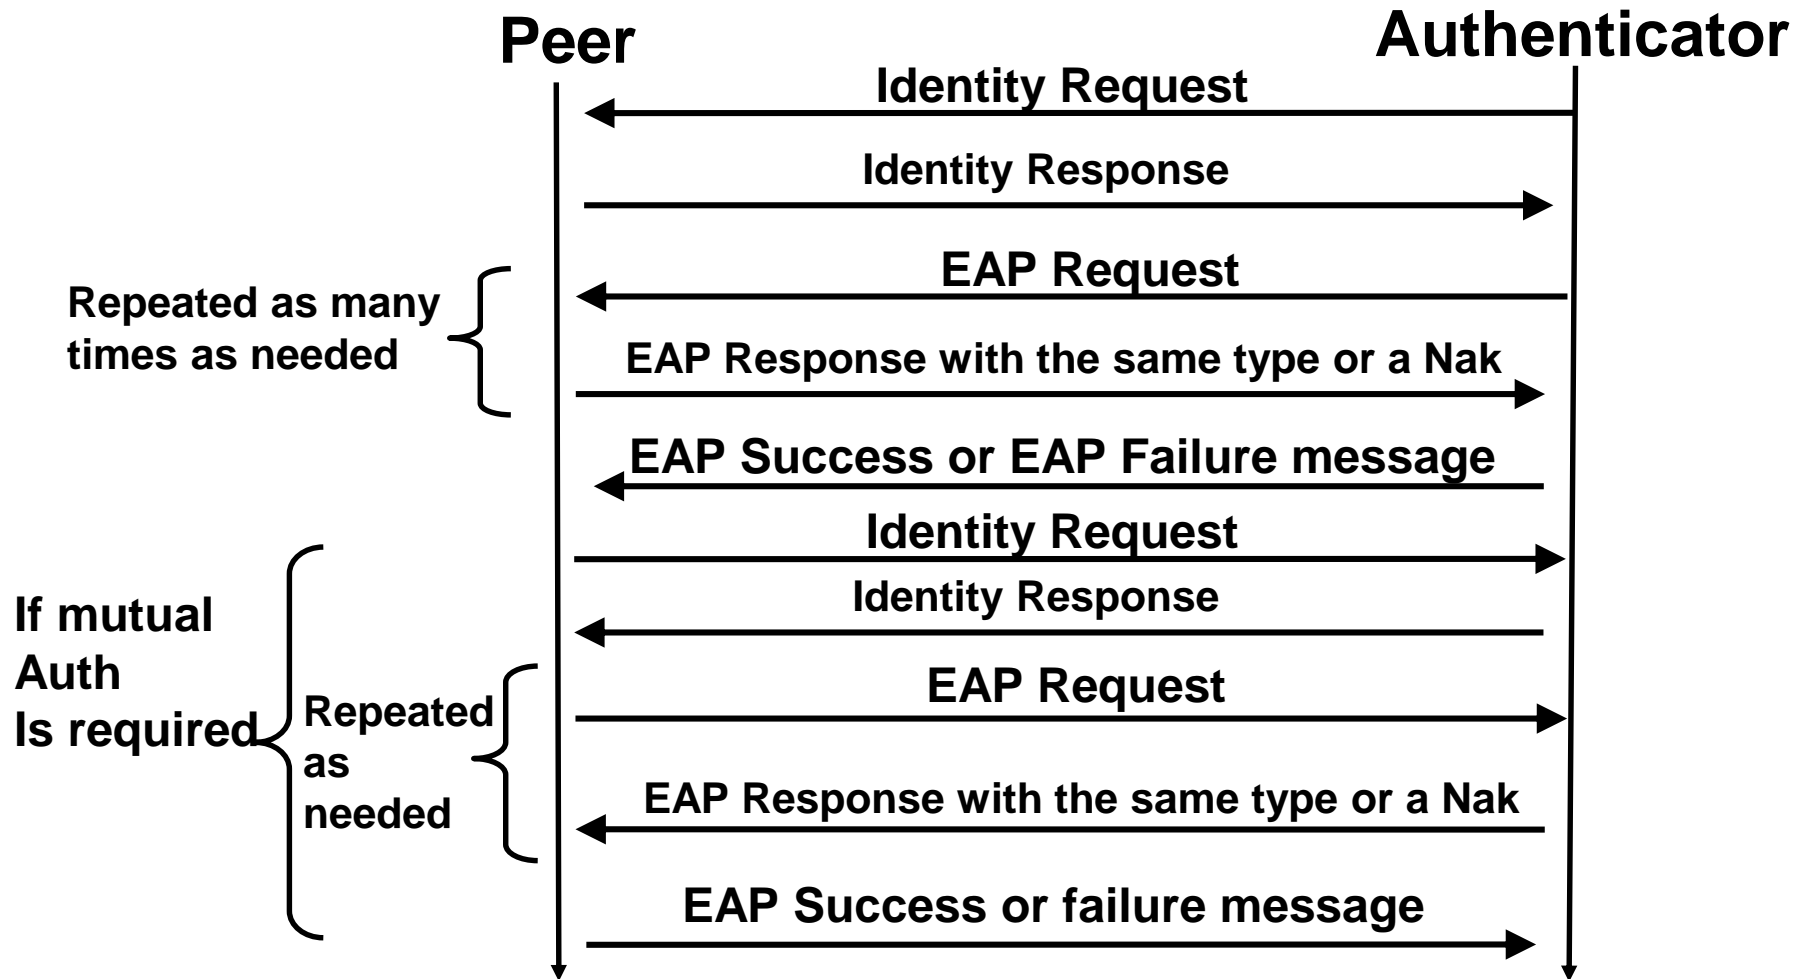 Peer
Authenticator
Identity Request
Identity Response
EAP Request
Repeated as many
times as needed
EAP Response with the same type or a Nak
EAP Success or EAP Failure message
Identity Request
Identity Response
If mutual
Auth
Is required
EAP Request
Repeated
as
needed
EAP Response with the same type or a Nak
EAP Success or failure message